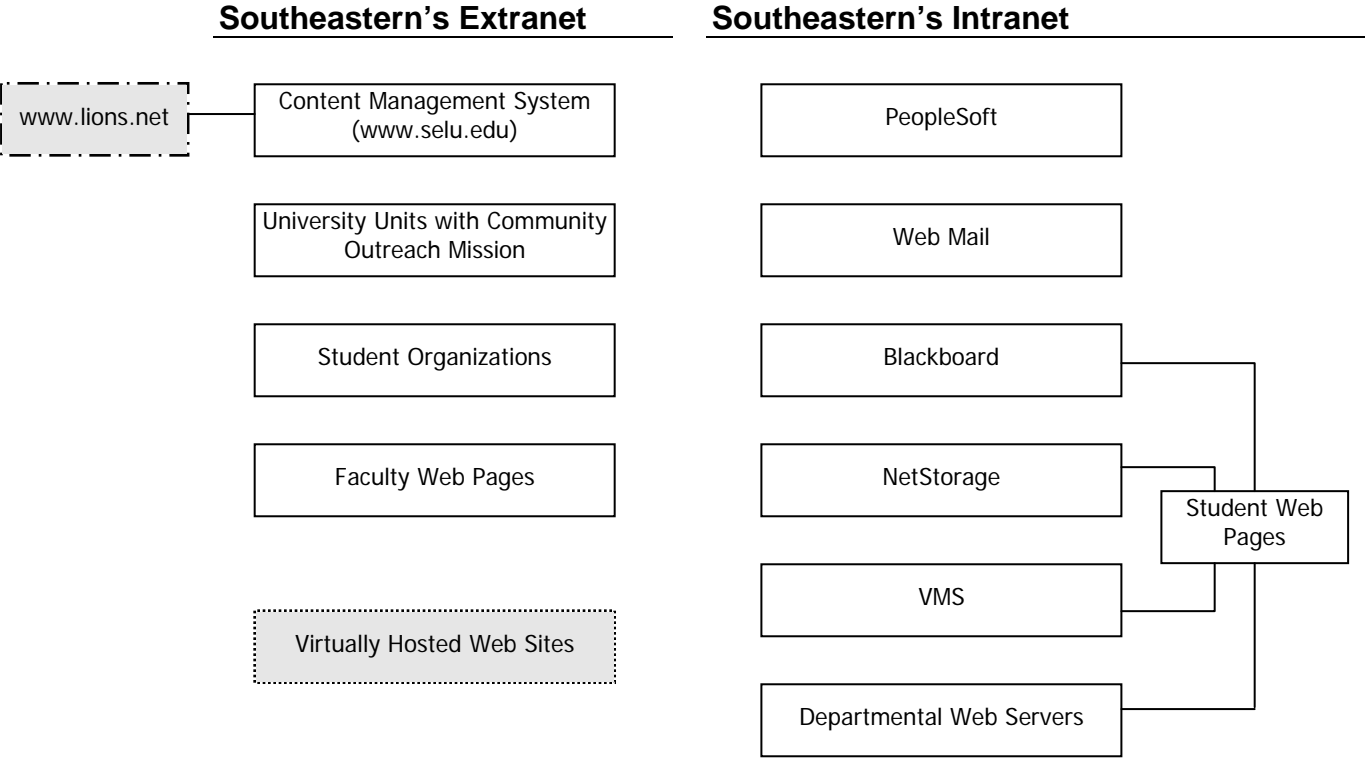 Southeastern’s Extranet
Southeastern’s Intranet
www.lions.net
Content Management System
(www.selu.edu)
PeopleSoft
University Units with Community
Outreach Mission
Web Mail
Student Organizations
Blackboard
Faculty Web Pages
NetStorage
Student Web
Pages
VMS
Virtually Hosted Web Sites
Departmental Web Servers